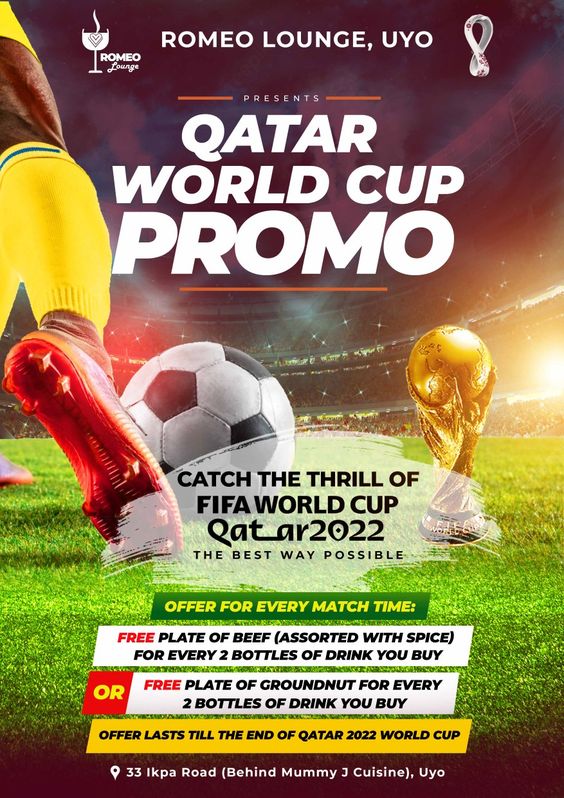 ROMEO
Lounge
ROMEO LOUNGE, UYO
PRESENTS
QATAR
WORLD CUP
PROMO
CATCH THE THRILL OF
FIFA WORLD CUP
Qatar2022
THE BEST WAY POSSIBLE
OFFER FOR EVERY MATCH TIME:
FREE PLATE OF BEEF (ASSORTED WITH SPICE)
FOR EVERY 2 BOTTLES OF DRINK YOU BUY
OR
FREE PLATE OF GROUNDNUT FOR EVERY
2 BOTTLES OF DRINK YOU BUY
OFFER LASTS TILL THE END OF QATAR 2022 WORLD CUP
33 Ikpa Road (Behind Mummy J Cuisine), Uyo